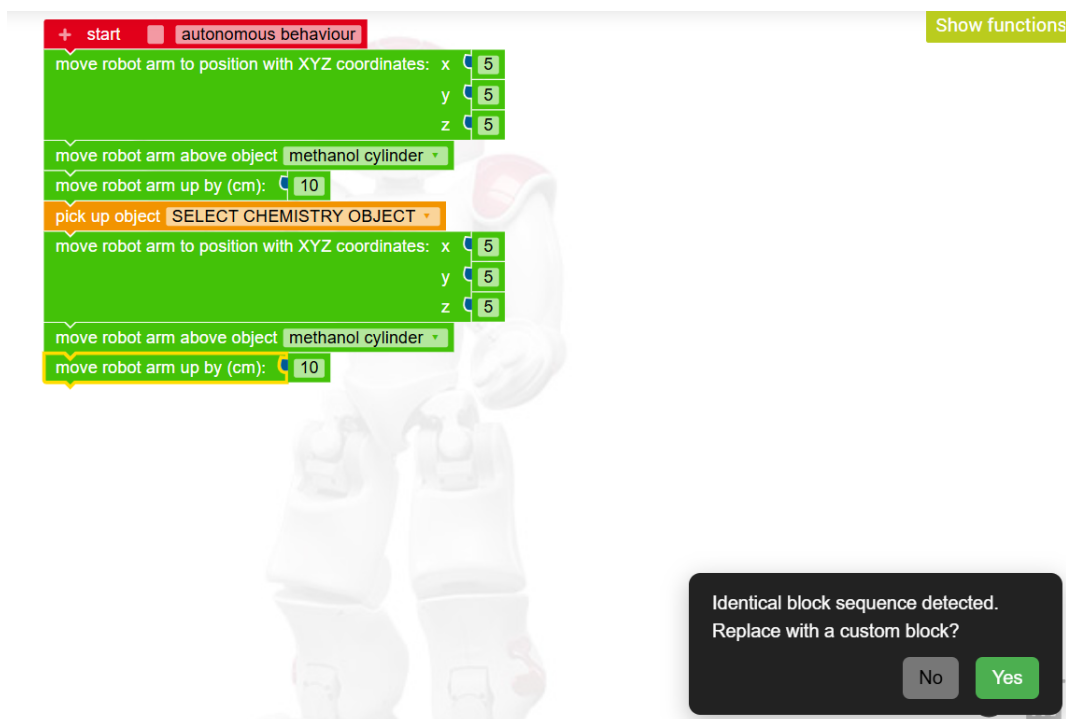 + start autonomous behaviour
Show functions
move robot arm to position with XYZ coordinates: x 5
y 5
z 5
move robot arm above object methanol cylinder
move robot arm up by (cm): 10
pick up object SELECT CHEMISTRY OBJECT
move robot arm to position with XYZ coordinates: x 5
y 5
z 5
move robot arm above object methanol cylinder
move robot arm up by (cm): 10
Identical block sequence detected.
Replace with a custom block?
No Yes